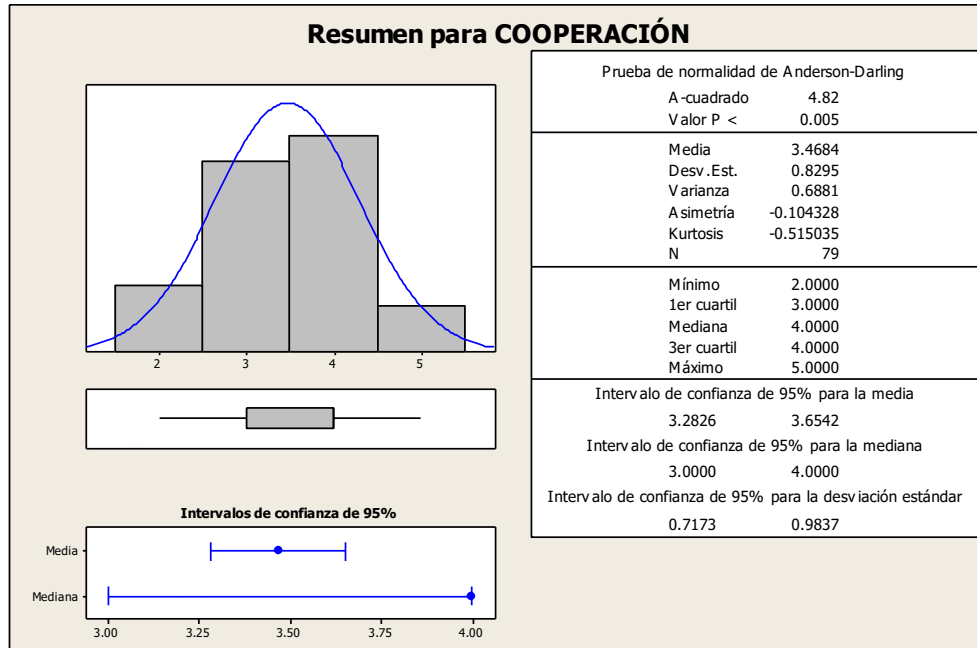 Resumen para COOPERACIÓN
2 3 4 5
Intervalos de confianza de 95%
Media
Mediana
3.00 3.25 3.50 3.75 4.00
Prueba de normalidad de Anderson-Darling
A-cuadrado 4.82
Valor P < 0.005
Media 3.4684
Desv.Est. 0.8295
Varianza 0.6881
Asimetría -0.104328
Kurtosis -0.515035
N 79
Mínimo 2.0000
1er cuartil 3.0000
Mediana 4.0000
3er cuartil 4.0000
Máximo 5.0000
Intervalo de confianza de 95% para la media
3.2826 3.6542
Intervalo de confianza de 95% para la mediana
3.0000 4.0000
Intervalo de confianza de 95% para la desviación estándar
0.7173 0.9837